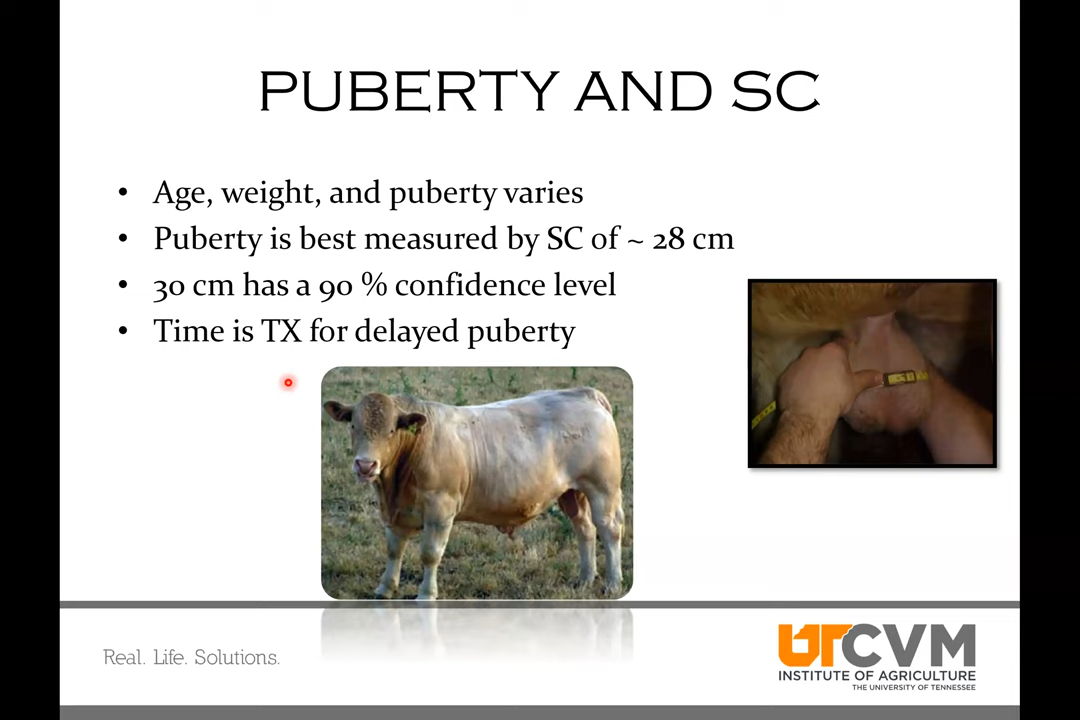 PUBERTY AND SC
• Age, weight, and puberty varies
• Puberty is best measured by SC of ~ 28 cm
• 30 cm has a 90 % confidence level
• Time is TX for delayed puberty
Real. Life. Solutions.
UTCVM
INSTITUTE OF AGRICULTURE
THE UNIVERSITY OF TENNESSEE